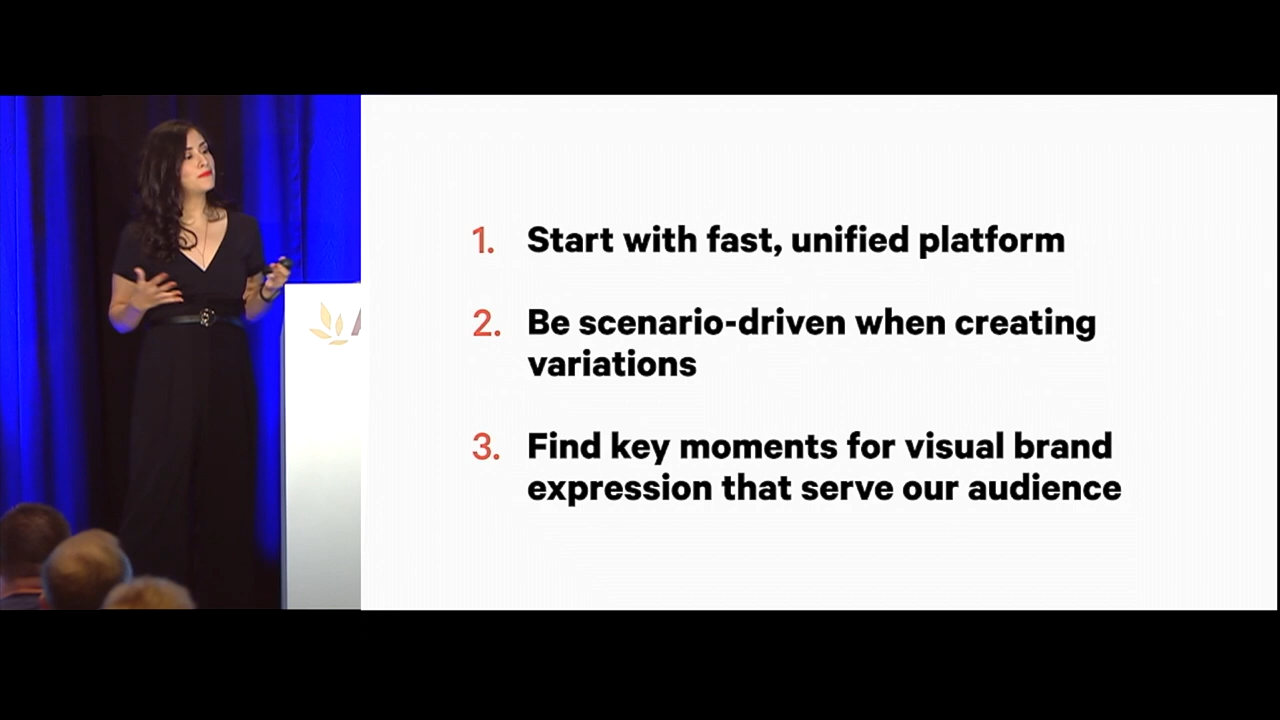 1. Start with fast, unified platform
2. Be scenario-driven when creating
variations
3. Find key moments for visual brand
expression that serve our audience